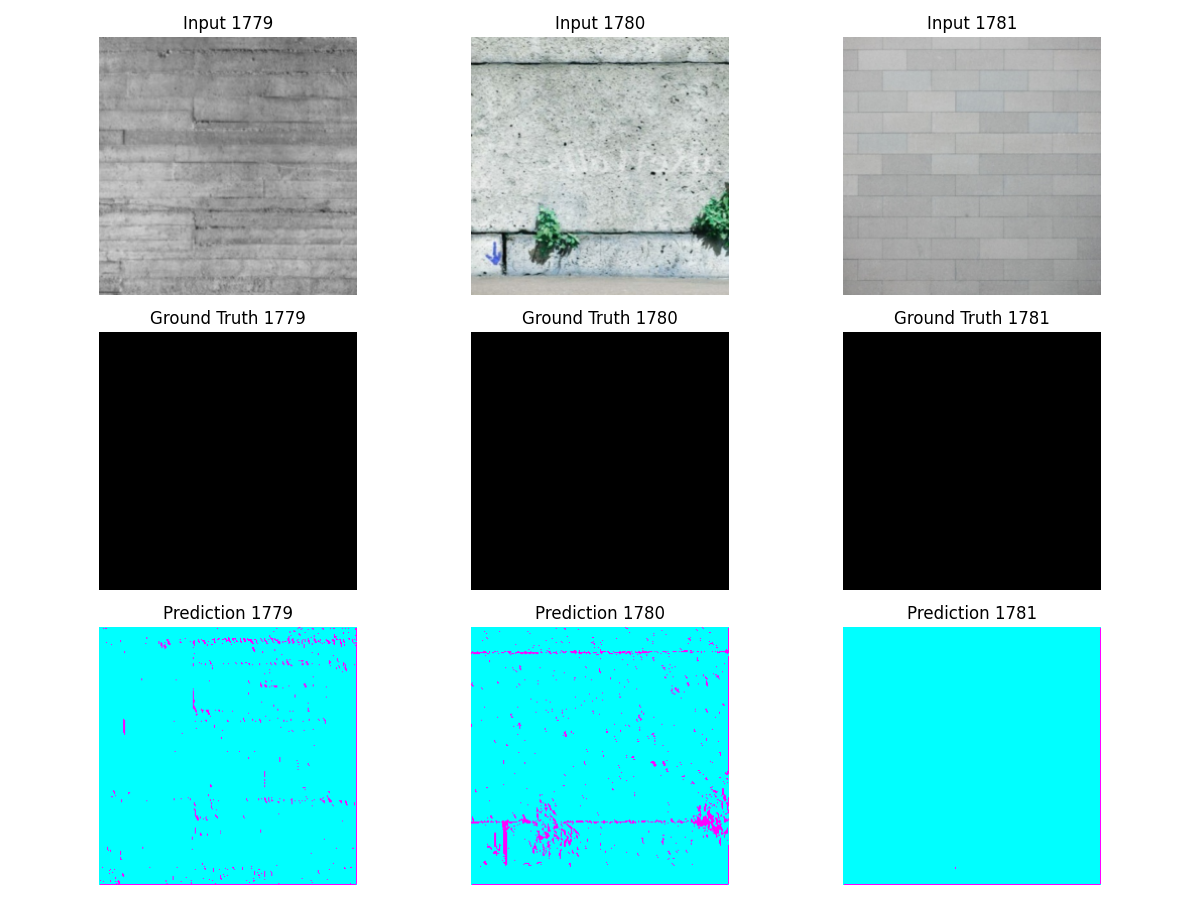 Input 1779
Input 1780
Input 1781
Ground Truth 1779
Ground Truth 1780
Ground Truth 1781
Prediction 1779
Prediction 1780
Prediction 1781